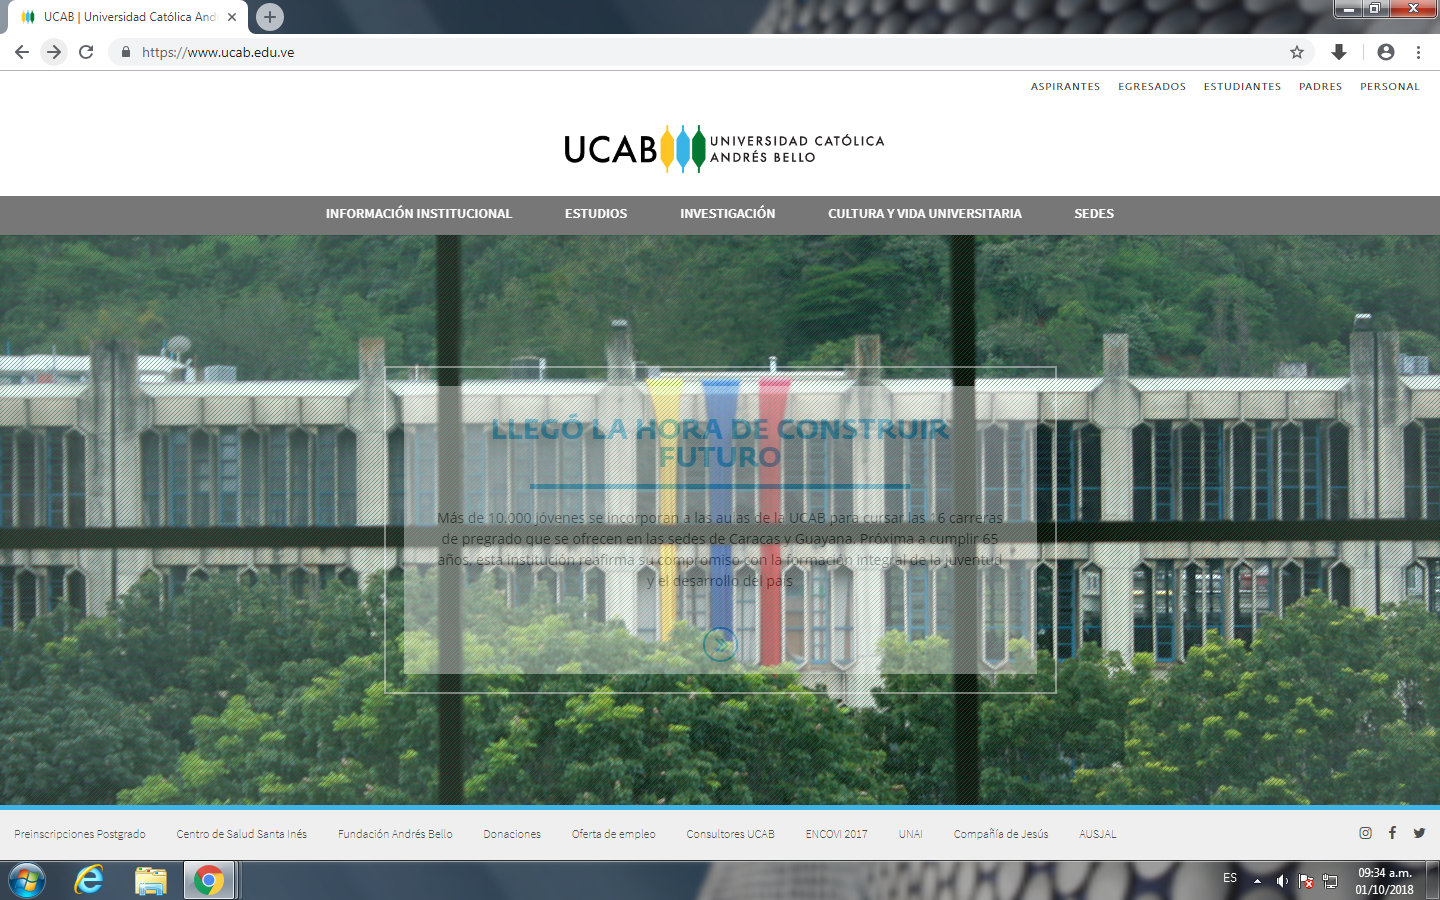 UCAB | Universidad Católica And
https://www.ucab.edu.ve
ASPIRANTES EGRESADOS ESTUDIANTES PADRES PERSONAL
UCAB UNIVERSIDAD CATÓLICA
ANDRÉS BELLO
INFORMACIÓN INSTITUCIONAL ESTUDIOS INVESTIGACIÓN CULTURA Y VIDA UNIVERSITARIA SEDES
LLEGÓ LA HORA DE CONSTRUIR
FUTURO
Más de 10.000 jóvenes se incorporan a las aulas de la UCAB para cursar las 16 carreras
de pregrado que se ofrecen en las sedes de Caracas y Guayana. Próxima a cumplir 65
años, esta institución reafirma su compromiso con la formación integral de la juventud
y el desarrollo del país
Preinscripciones Postgrado Centro de Salud Santa Inés Fundación Andrés Bello Donaciones Oferta de empleo Consultores UCAB ENCOVI 2017 UNAI Compañía de Jesús AUSJAL
ES 09:34 a.m.
01/10/2018